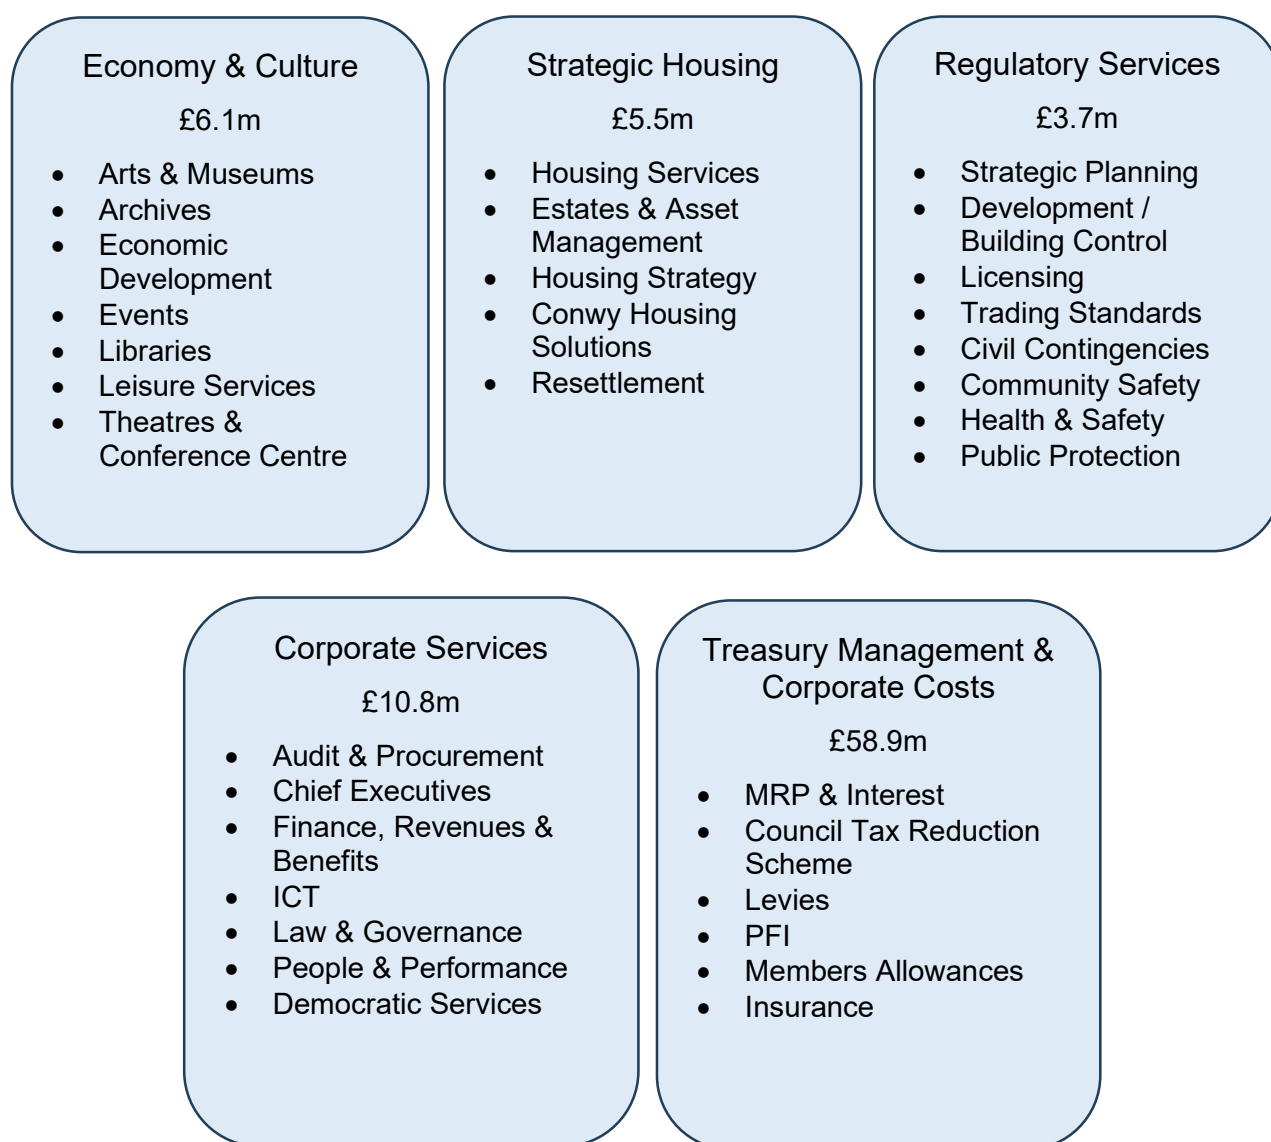 Economy & Culture
£6.1m
• Arts & Museums
• Archives
• Economic
Development
• Events
• Libraries
• Leisure Services
• Theatres &
Conference Centre
Strategic Housing
£5.5m
• Housing Services
• Estates & Asset
Management
• Housing Strategy
• Conwy Housing
Solutions
• Resettlement
Regulatory Services
£3.7m
• Strategic Planning
• Development /
Building Control
• Licensing
• Trading Standards
• Civil Contingencies
• Community Safety
• Health & Safety
• Public Protection
Corporate Services
£10.8m
• Audit & Procurement
• Chief Executives
• Finance, Revenues &
Benefits
• ICT
• Law & Governance
• People & Performance
• Democratic Services
Treasury Management &
Corporate Costs
£58.9m
• MRP & Interest
• Council Tax Reduction
Scheme
• Levies
• PFI
• Members Allowances
• Insurance